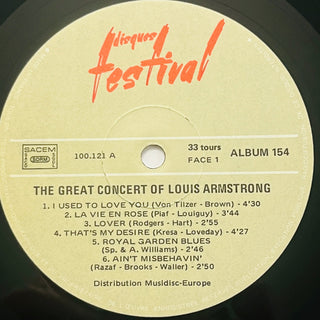 disques
festival
SACEM
SACD SDRM SGDL
100.121 A
33 tours
FACE 1
ALBUM 154
THE GREAT CONCERT OF LOUIS ARMSTRONG
1. I USED TO LOVE YOU (Von Tilzer - Brown) - 4'30
2. LA VIE EN ROSE (Piaf - Louiguy) - 3'44
3. LOVER (Rodgers - Hart) - 2'55
4. THAT'S MY DESIRE (Kresa - Loveday) - 4'27
5. ROYAL GARDEN BLUES
(Sp. & A. Williams) - 2'46
6. AIN'T MISBEHAVIN'
(Razaf - Brooks - Waller) - 2'50
Distribution Musidisc-Europe